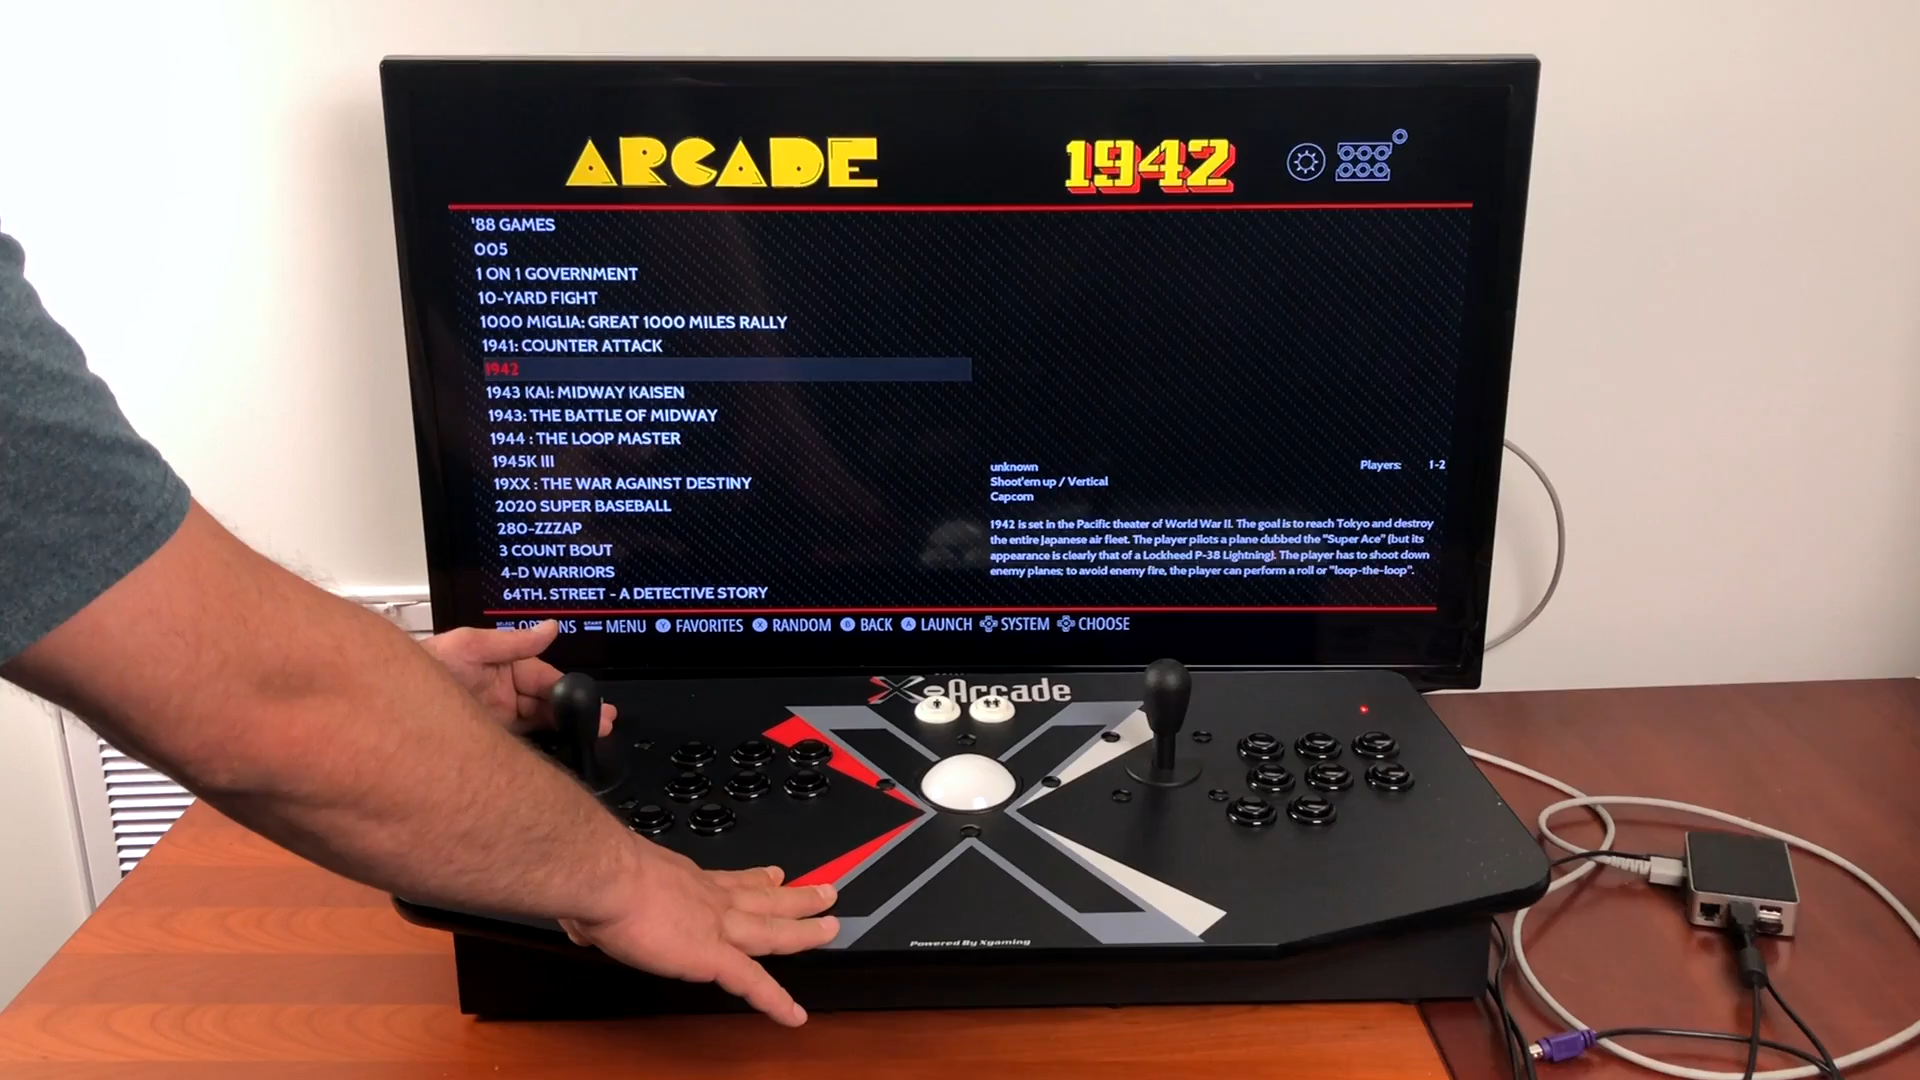 ARCADE
1942
'88 GAMES
005
1 ON 1 GOVERNMENT
10-YARD FIGHT
1000 MIGLIA: GREAT 1000 MILES RALLY
1941: COUNTER ATTACK
1942
1943 KAI: MIDWAY KAISEN
1943: THE BATTLE OF MIDWAY
1944 : THE LOOP MASTER
1945K III
19XX : THE WAR AGAINST DESTINY
2020 SUPER BASEBALL
280-ZZZAP
3 COUNT BOUT
4-D WARRIORS
64TH. STREET - A DETECTIVE STORY
unknown
Players: 1-2
Shoot'em up / Vertical
Capcom
1942 is set in the Pacific theater of World War II. The goal is to reach Tokyo and destroy
the entire Japanese air fleet. The player pilots a plane dubbed the "Super Ace" (but its
appearance is clearly that of a Lockheed P-38 Lightning). The player has to shoot down
enemy planes; to avoid enemy fire, the player can perform a roll or "loop-the-loop".
START MENU Y FAVORITES X RANDOM B BACK A LAUNCH SYSTEM CHOOSE
X-Arcade
Powered By Xgaming